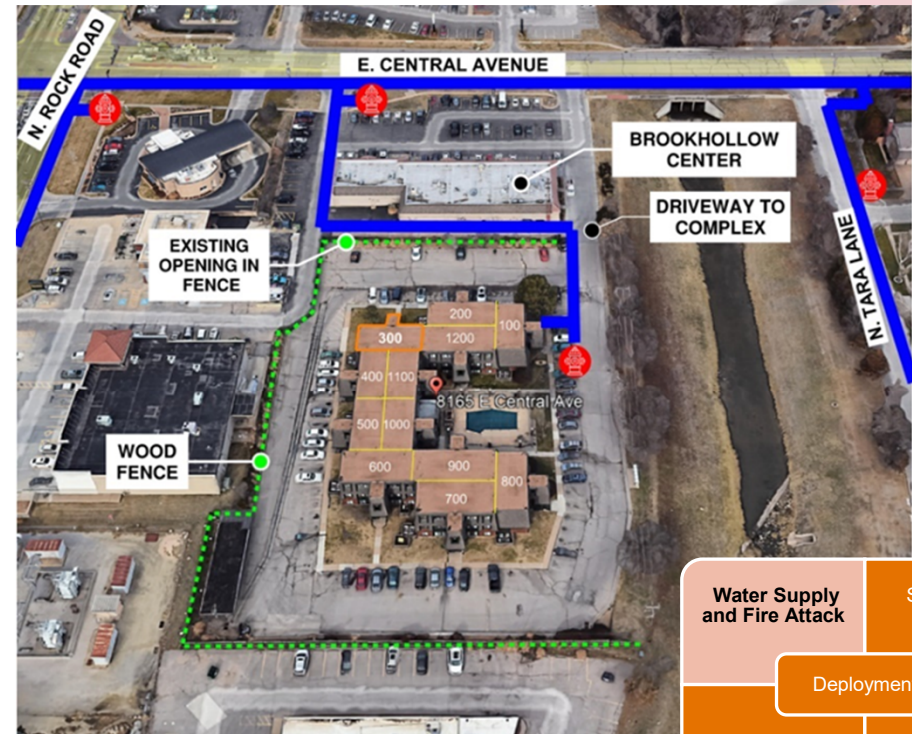 N. ROCK ROAD
E. CENTRAL AVENUE
BROOKHOLLOW
CENTER
DRIVEWAY TO
COMPLEX
EXISTING
OPENING IN
FENCE
N. TARA LANE
200
100
300
1200
400 1100
8165 E Central Ave
500 1000
WOOD
FENCE
600
900
800
700
Water Supply
and Fire Attack
S
Deploymen